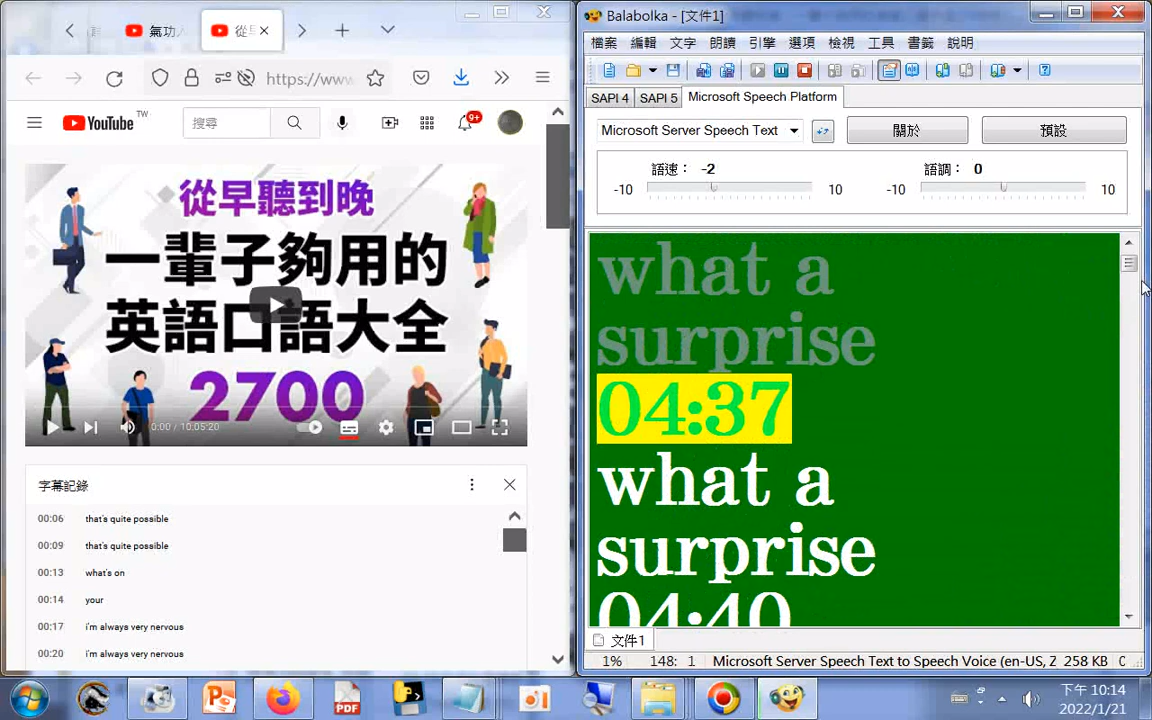 氣功
從
https://www
YouTube TW
搜尋
9+
從早聽到晚
一輩子夠用的
英語口語大全
2700
0:00 / 10:05:20
字幕記錄
00:06 that's quite possible
00:09 that's quite possible
00:13 what's on
00:14 your
00:17 i'm always very nervous
00:20 i'm always very nervous
Balabolka - [文件1]
檔案 編輯 文字 朗讀 引擎 選項 檢視 工具 書籤 說明
SAPI 4 SAPI 5 Microsoft Speech Platform
Microsoft Server Speech Text 關於 預設
語速： -2 語調： 0
-10 10 -10 10
what a
surprise
04:37
what a
surprise
04:40
文件1
1% 148: 1 Microsoft Server Speech Text to Speech Voice (en-US, Z 258 KB
PDF
下午 10:14
2022/1/21